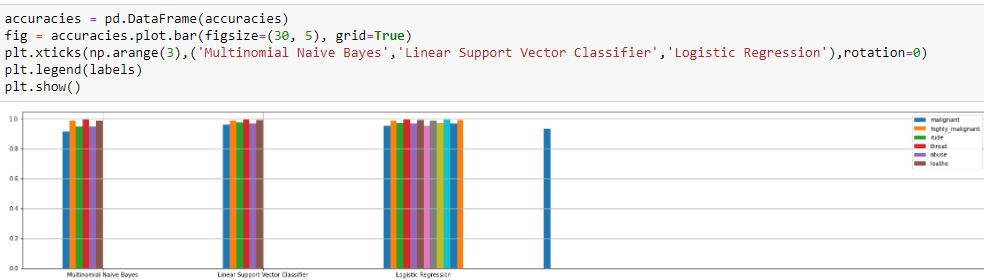 accuracies = pd.DataFrame(accuracies)
fig = accuracies.plot.bar(figsize=(30, 5), grid=True)
plt.xticks(np.arange(3),('Multinomial Naive Bayes','Linear Support Vector Classifier','Logistic Regression'),rotation=0)
plt.legend(labels)
plt.show()
1.0
0.8
0.6
0.4
0.2
0.0
malignant
highly_malignant
rude
threat
abuse
loathe
Multinomial Naive Bayes
Linear Support Vector Classifier
Logistic Regression